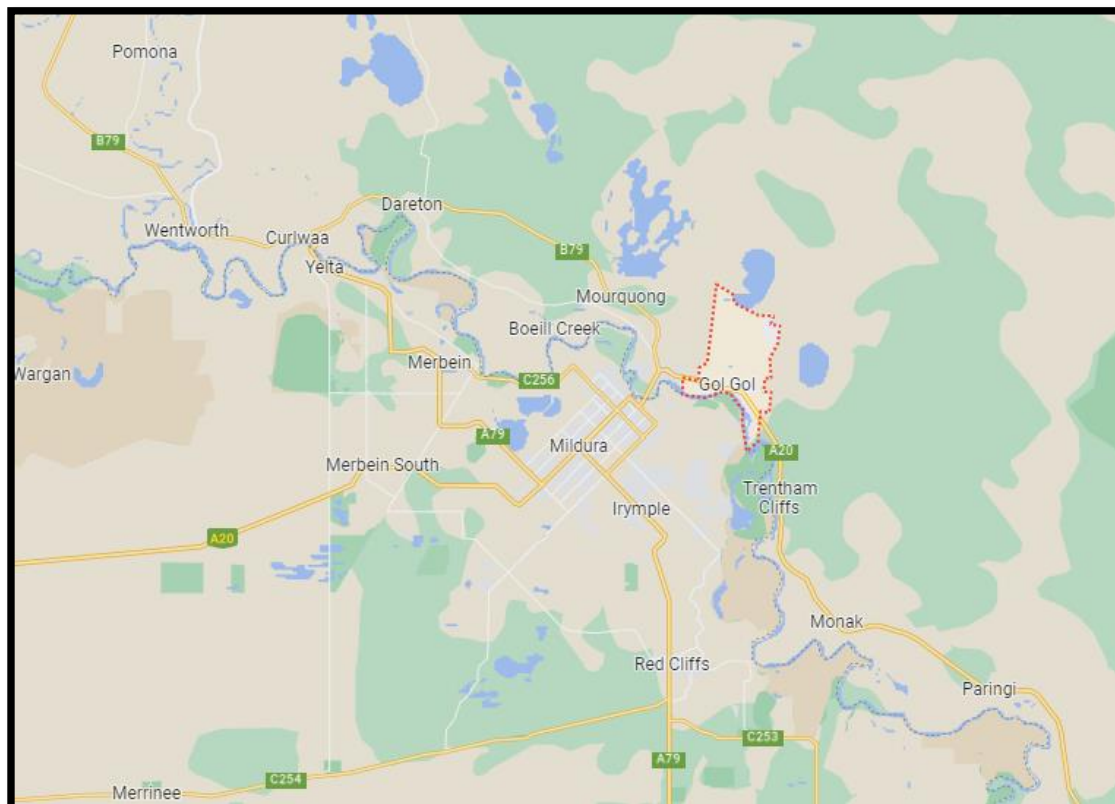 Pomona
B79
Dareton
Wentworth
Curlwaa
B79
Yelta
Mourquong
Boeill Creek
Merbein
Wargan
C256
Gol Gol
A79
Mildura
A20
Merbein South
Trentham
Cliffs
Irymple
A20
Monak
Red Cliffs
Paringi
C253
A79
C254
Merrinee